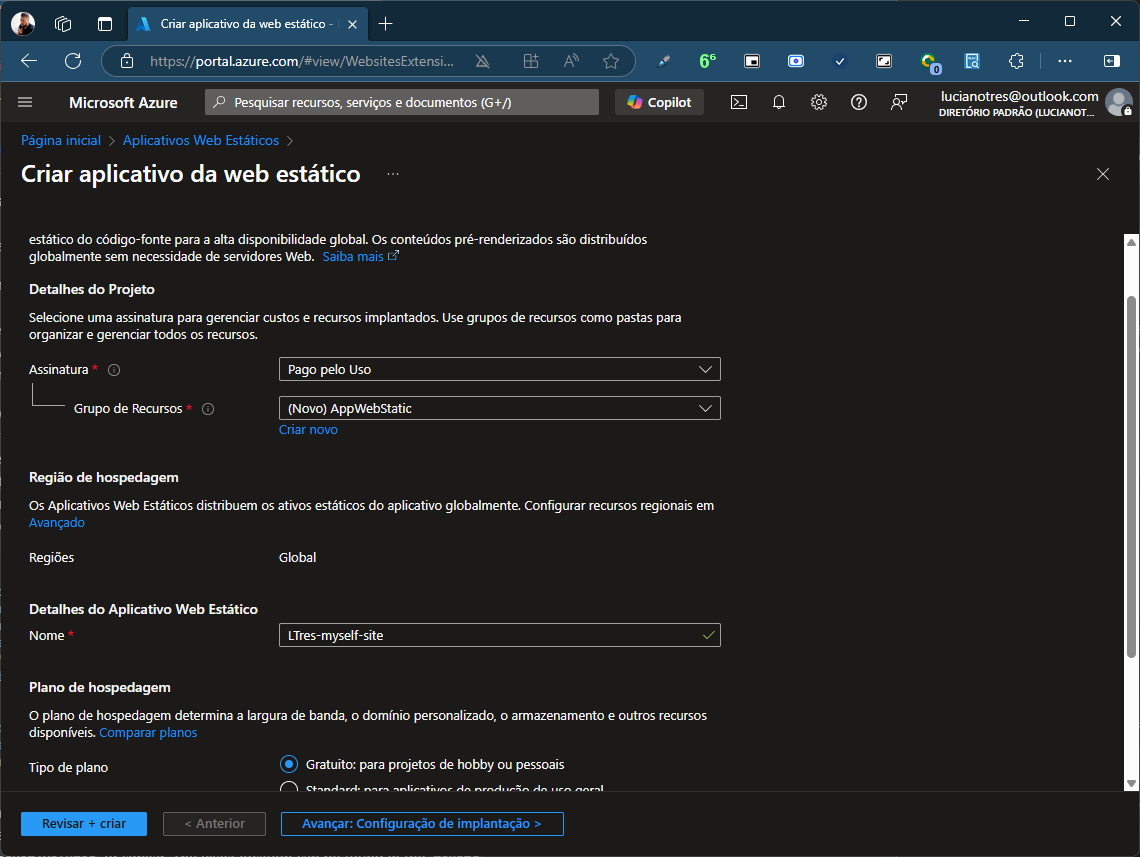 Criar aplicativo da web estático -
https://portal.azure.com/#view/WebsitesExtensi...
6⁶
0
Microsoft Azure
Pesquisar recursos, serviços e documentos (G+/)
Copilot
lucianotres@outlook.com
DIRETÓRIO PADRÃO (LUCIANOT...
Página inicial > Aplicativos Web Estáticos >
Criar aplicativo da web estático ...
estático do código-fonte para a alta disponibilidade global. Os conteúdos pré-renderizados são distribuídos
globalmente sem necessidade de servidores Web. Saiba mais
Detalhes do Projeto
Selecione uma assinatura para gerenciar custos e recursos implantados. Use grupos de recursos como pastas para
organizar e gerenciar todos os recursos.
Assinatura * Pago pelo Uso
Grupo de Recursos * (Novo) AppWebStatic
Criar novo
Região de hospedagem
Os Aplicativos Web Estáticos distribuem os ativos estáticos do aplicativo globalmente. Configurar recursos regionais em
Avançado
Regiões Global
Detalhes do Aplicativo Web Estático
Nome * LTres-myself-site
Plano de hospedagem
O plano de hospedagem determina a largura de banda, o domínio personalizado, o armazenamento e outros recursos
disponíveis. Comparar planos
Tipo de plano Gratuito: para projetos de hobby ou pessoais
Standard: para aplicativos de produção de uso geral
Revisar + criar < Anterior Avançar: Configuração de implantação >